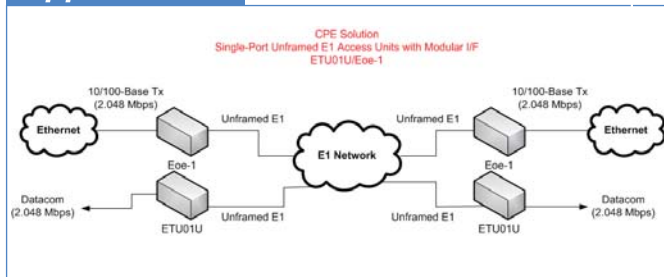 CPE Solution
Single-Port Unframed E1 Access Units with Modular I/F
ETU01U/Eoe-1
10/100-Base Tx
(2.048 Mbps)
10/100-Base Tx
(2.048 Mbps)
Ethernet
Unframed E1
Unframed E1
Ethernet
E1 Network
Eoe-1
Eoe-1
Datacom
(2.048 Mbps)
Unframed E1
Unframed E1
Datacom
(2.048 Mbps)
ETU01U
ETU01U